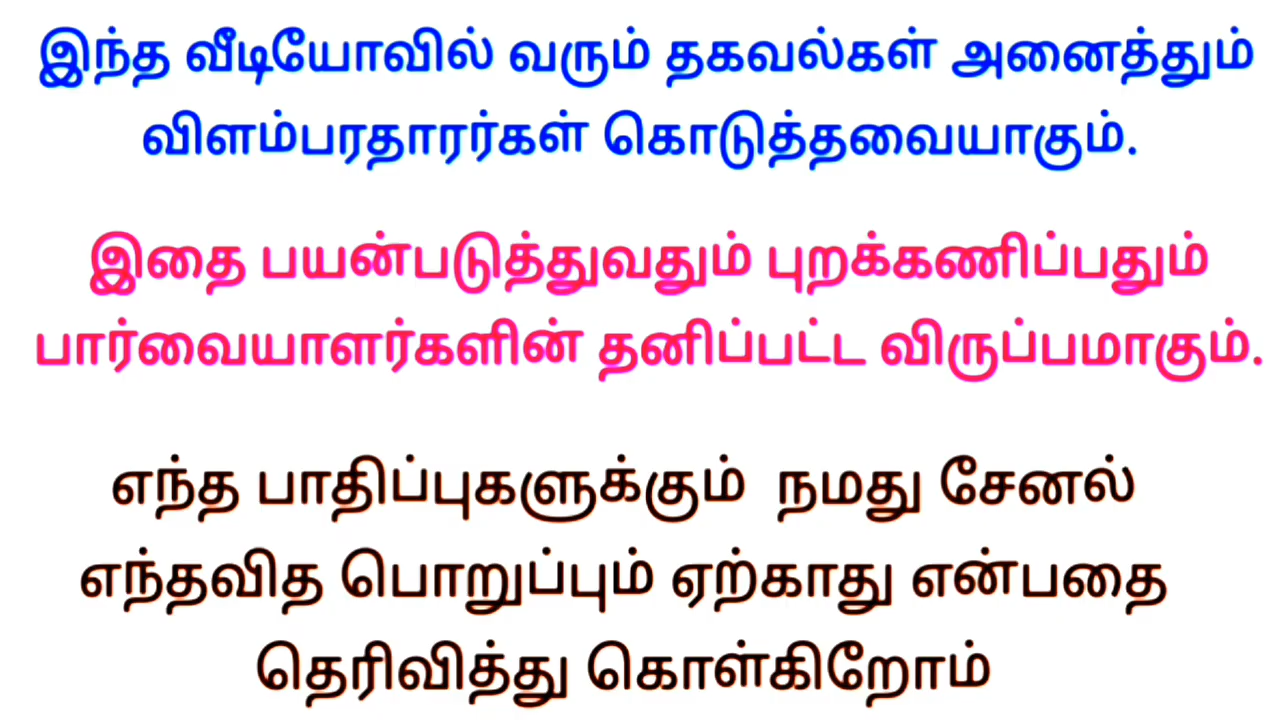 இந்த வீடியோவில் வரும் தகவல்கள் அனைத்தும்
விளம்பரதாரர்கள் கொடுத்தவையாகும்.
இதை பயன்படுத்துவதும் புறக்கணிப்பதும்
பார்வையாளர்களின் தனிப்பட்ட விருப்பமாகும்.
எந்த பாதிப்புகளுக்கும் நமது சேனல்
எந்தவித பொறுப்பும் ஏற்காது என்பதை
தெரிவித்து கொள்கிறோம்